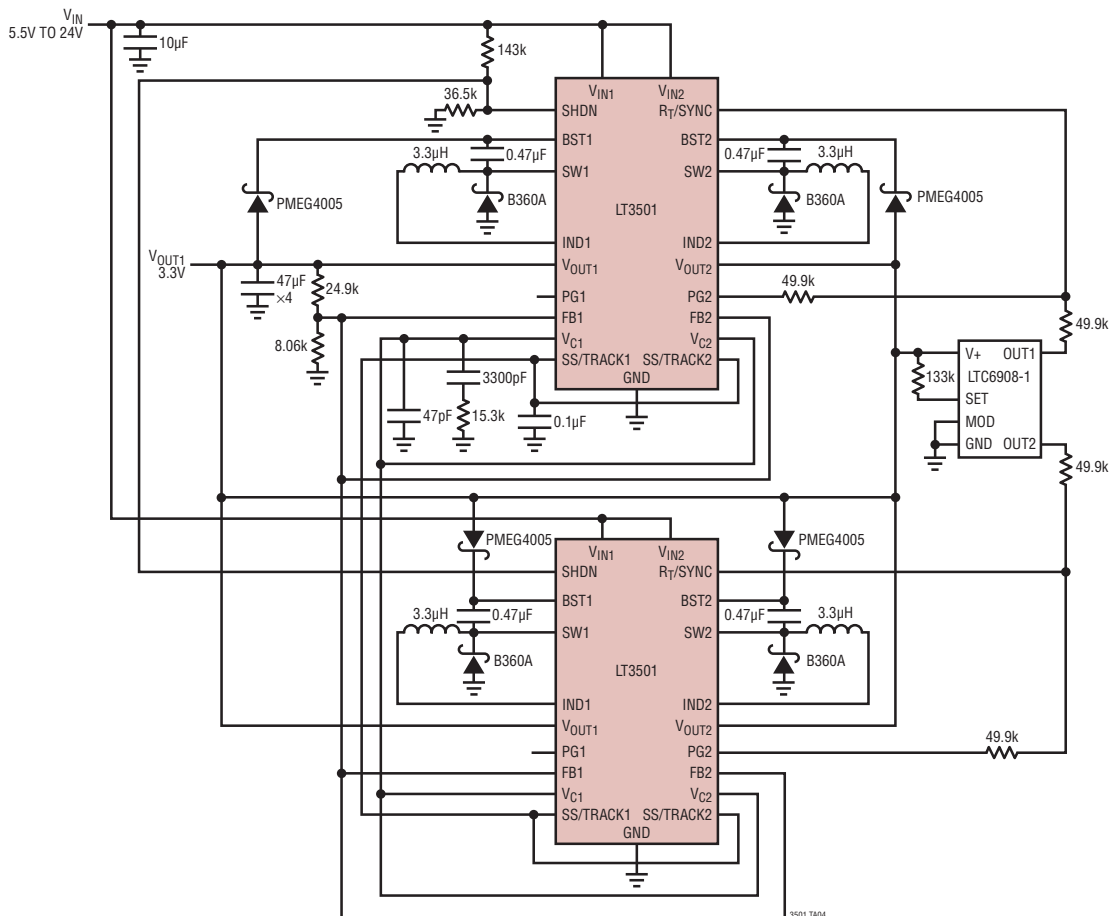 VIN
5.5V TO 24V
10µF
143k
36.5k
VIN1
VIN2
SHDN
RT/SYNC
BST1
BST2
3.3µH
0.47µF
0.47µF
3.3µH
SW1
SW2
PMEG4005
B360A
LT3501
B360A
PMEG4005
IND1
IND2
VOUT1
3.3V
VOUT1
VOUT2
47µF
×4
24.9k
PG1
PG2
49.9k
49.9k
FB1
FB2
8.06k
VC1
VC2
SS/TRACK1
SS/TRACK2
GND
3300pF
47pF
15.3k
0.1µF
V+
OUT1
133k
LTC6908-1
SET
MOD
GND
OUT2
49.9k
PMEG4005
PMEG4005
VIN1
VIN2
SHDN
RT/SYNC
BST1
BST2
3.3µH
0.47µF
0.47µF
3.3µH
SW1
SW2
B360A
LT3501
B360A
IND1
IND2
VOUT1
VOUT2
PG1
PG2
49.9k
FB1
FB2
VC1
VC2
SS/TRACK1
SS/TRACK2
GND
3501 TA04